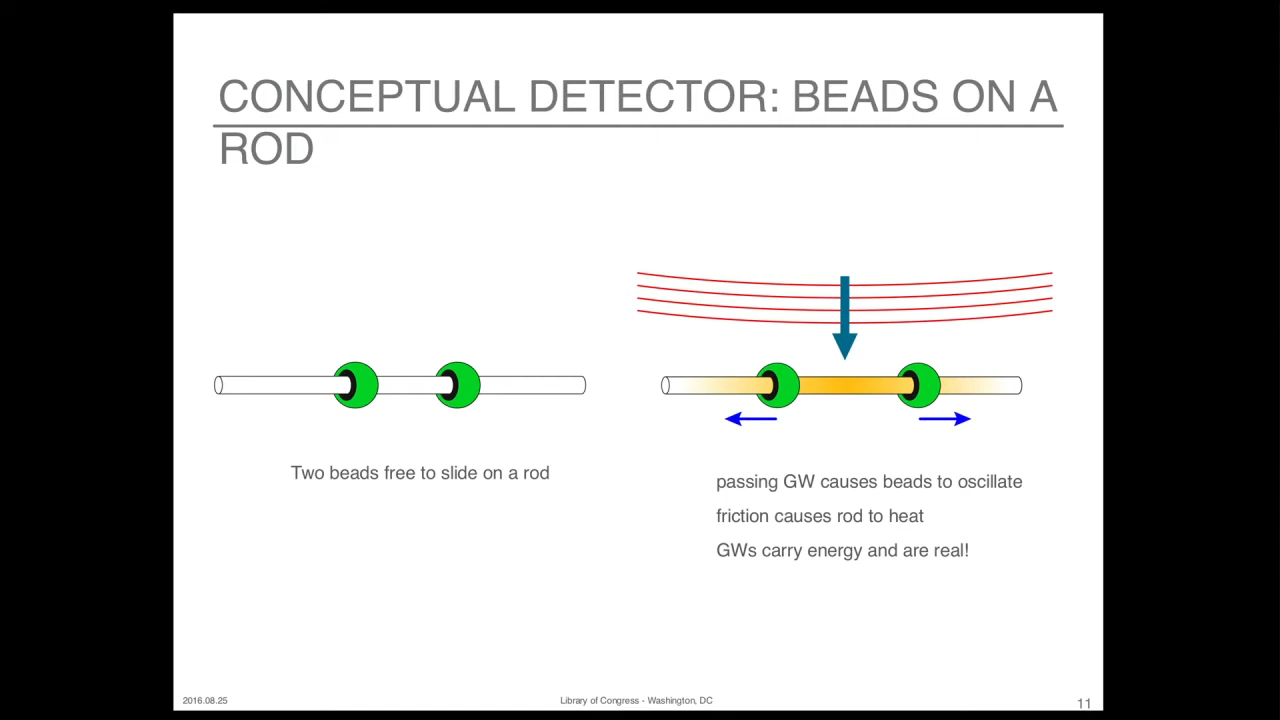 CONCEPTUAL DETECTOR: BEADS ON A
ROD
Two beads free to slide on a rod
passing GW causes beads to oscillate
friction causes rod to heat
GWs carry energy and are real!
2016.08.25
Library of Congress - Washington, DC
11